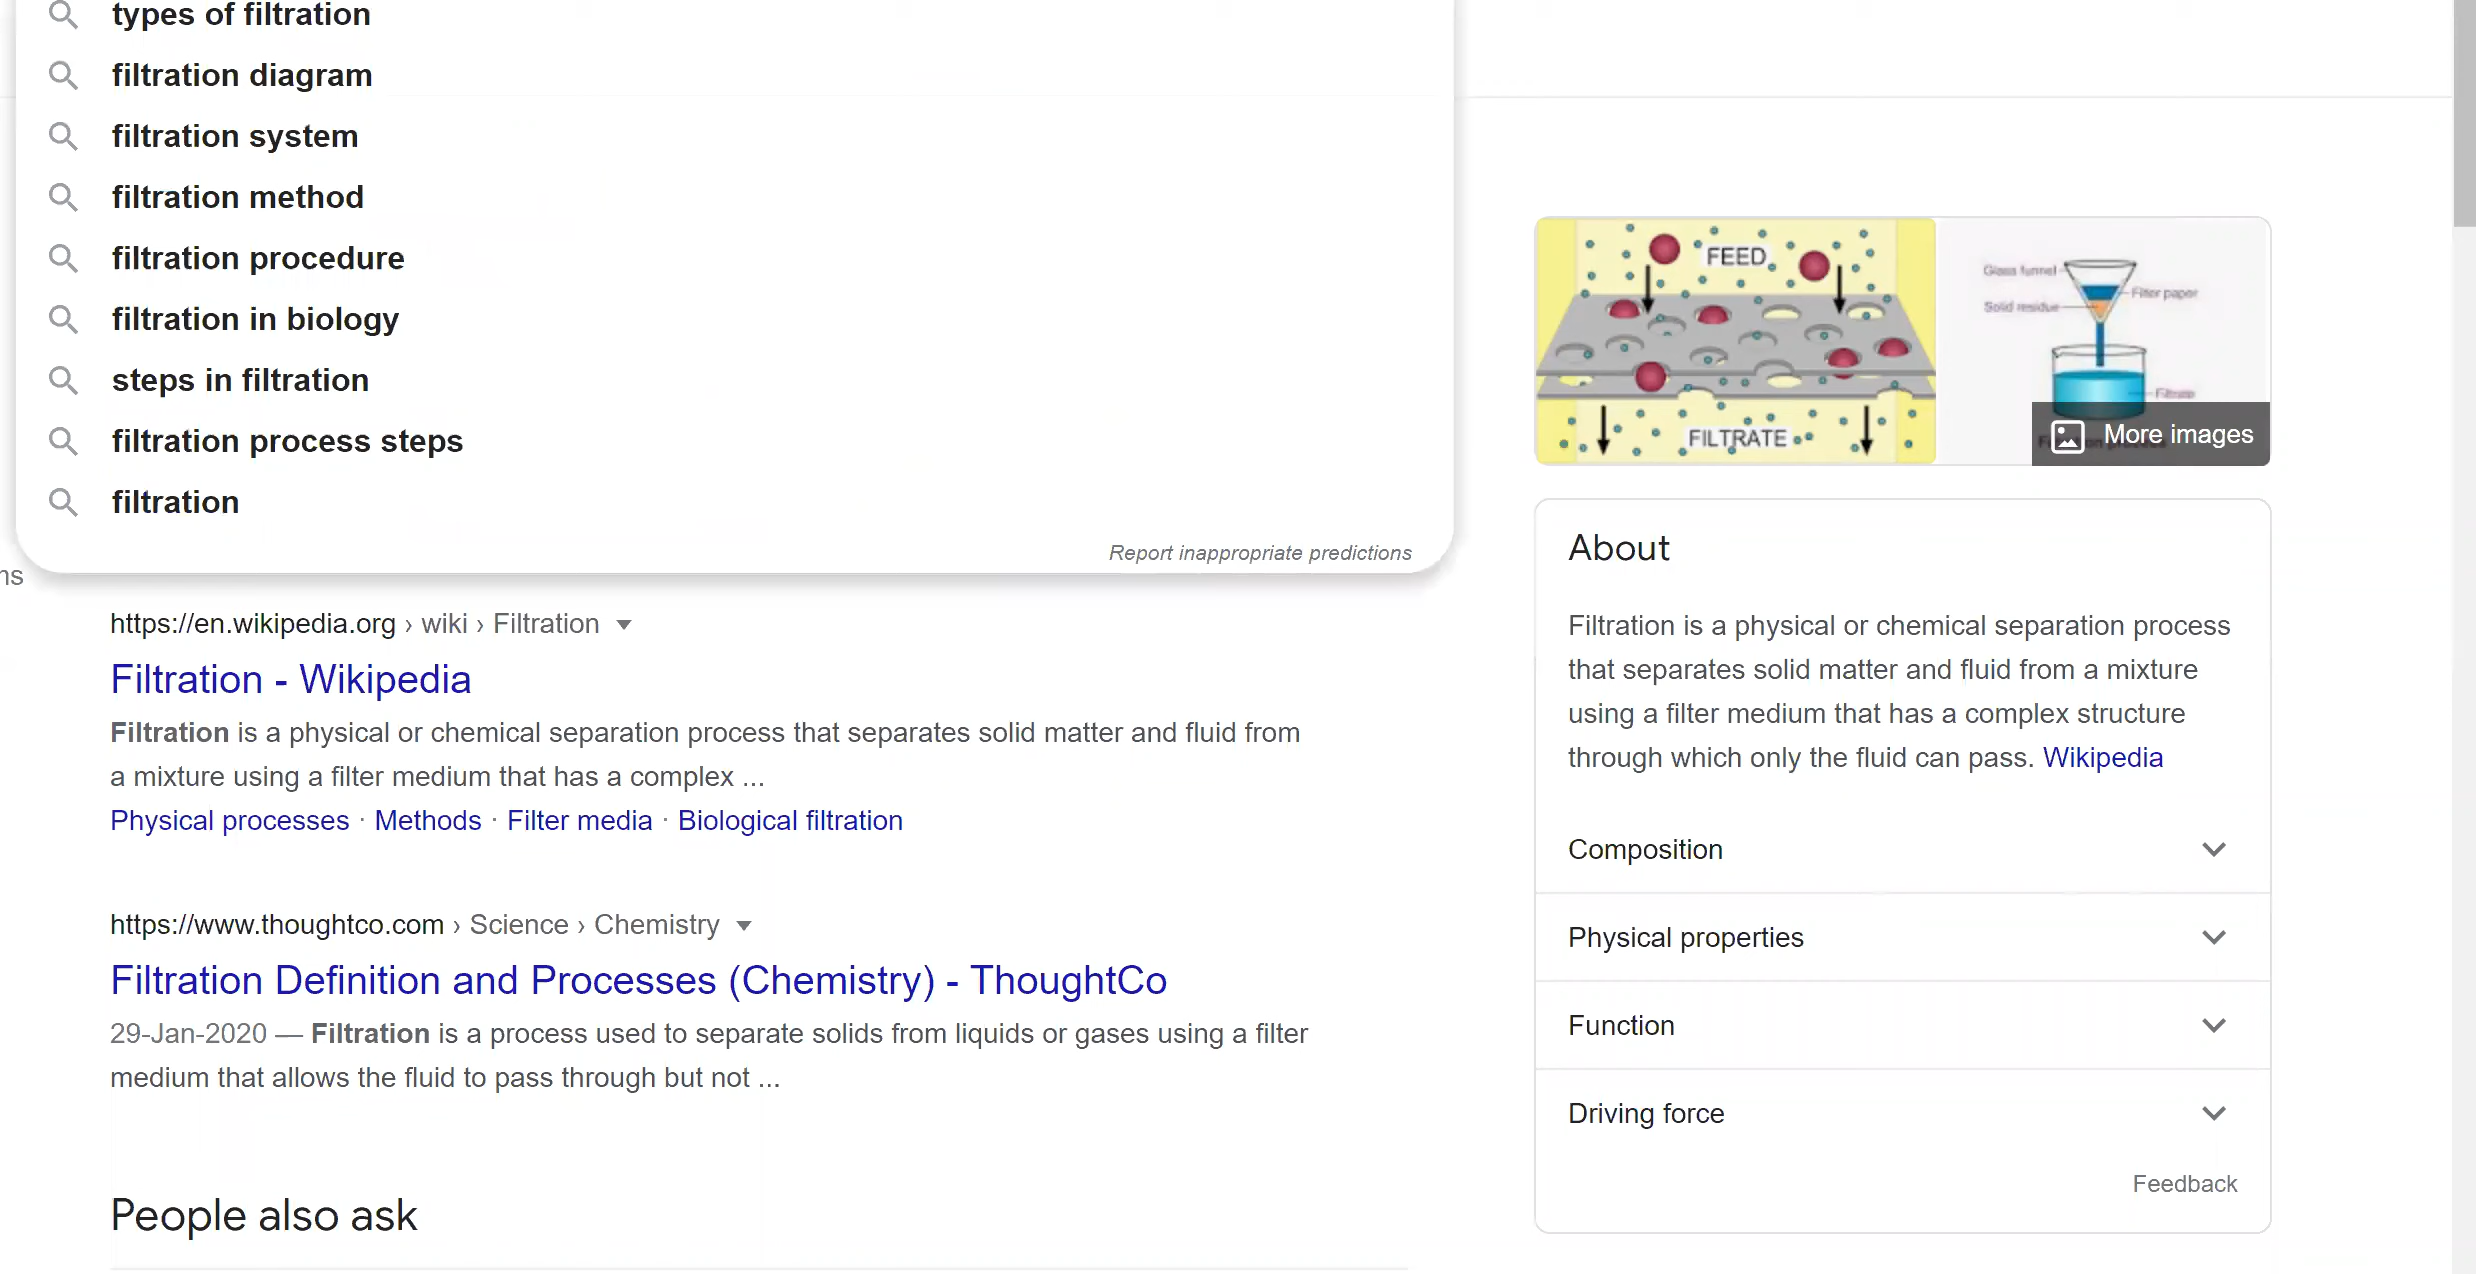 types of filtration
filtration diagram
filtration system
filtration method
filtration procedure
filtration in biology
steps in filtration
filtration process steps
filtration
Report inappropriate predictions
ns
https://en.wikipedia.org › wiki › Filtration
Filtration - Wikipedia
Filtration is a physical or chemical separation process that separates solid matter and fluid from
a mixture using a filter medium that has a complex ...
Physical processes · Methods · Filter media · Biological filtration
https://www.thoughtco.com › Science › Chemistry
Filtration Definition and Processes (Chemistry) - ThoughtCo
29-Jan-2020 — Filtration is a process used to separate solids from liquids or gases using a filter
medium that allows the fluid to pass through but not ...
People also ask
FEED
FILTRATE
Glass funnel
Filter paper
Solid residue
Filtrate
More images
About
Filtration is a physical or chemical separation process
that separates solid matter and fluid from a mixture
using a filter medium that has a complex structure
through which only the fluid can pass. Wikipedia
Composition
Physical properties
Function
Driving force
Feedback